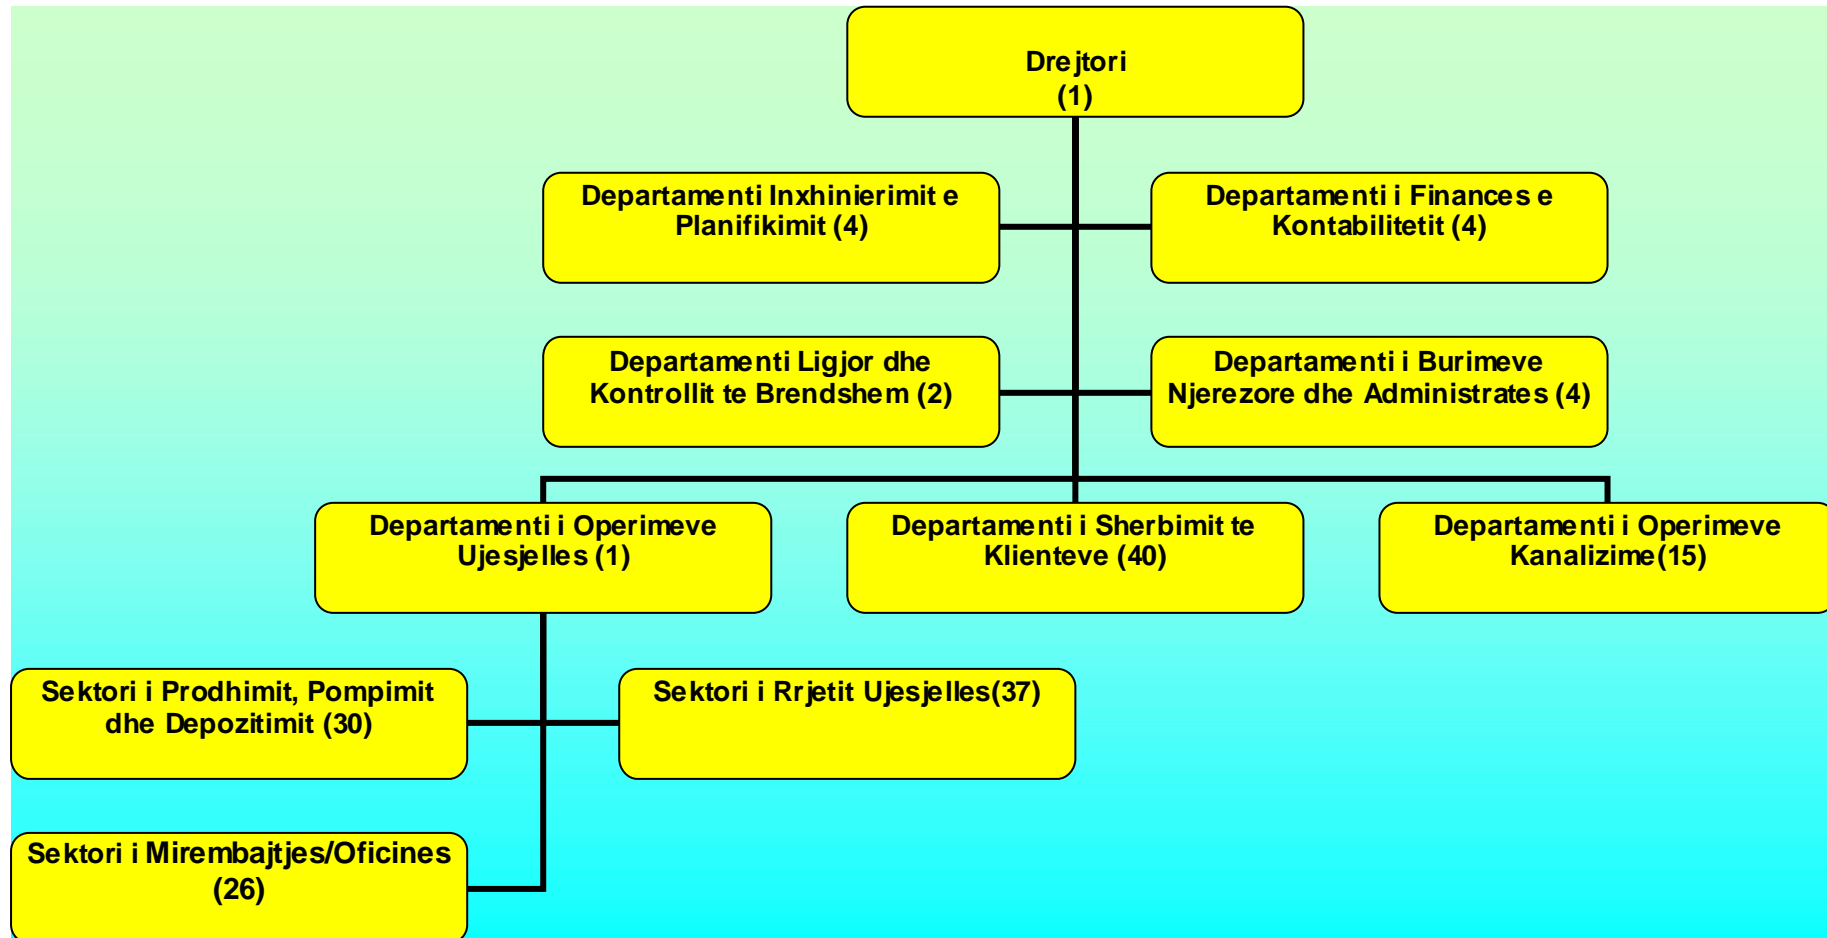 Drejtori
(1)
Departamenti Inxhinierimit e
Planifikimit (4)
Departamenti i Finances e
Kontabilitetit (4)
Departamenti Ligjor dhe
Kontrollit te Brendshem (2)
Departamenti i Burimeve
Njerezore dhe Administrates (4)
Departamenti i Operimeve
Ujesjelles (1)
Departamenti i Sherbimit te
Klienteve (40)
Departamenti i Operimeve
Kanalizime(15)
Sektori i Prodhimit, Pompimit
dhe Depozitimit (30)
Sektori i Rrjetit Ujesjelles(37)
Sektori i Mirembajtjes/Oficines
(26)